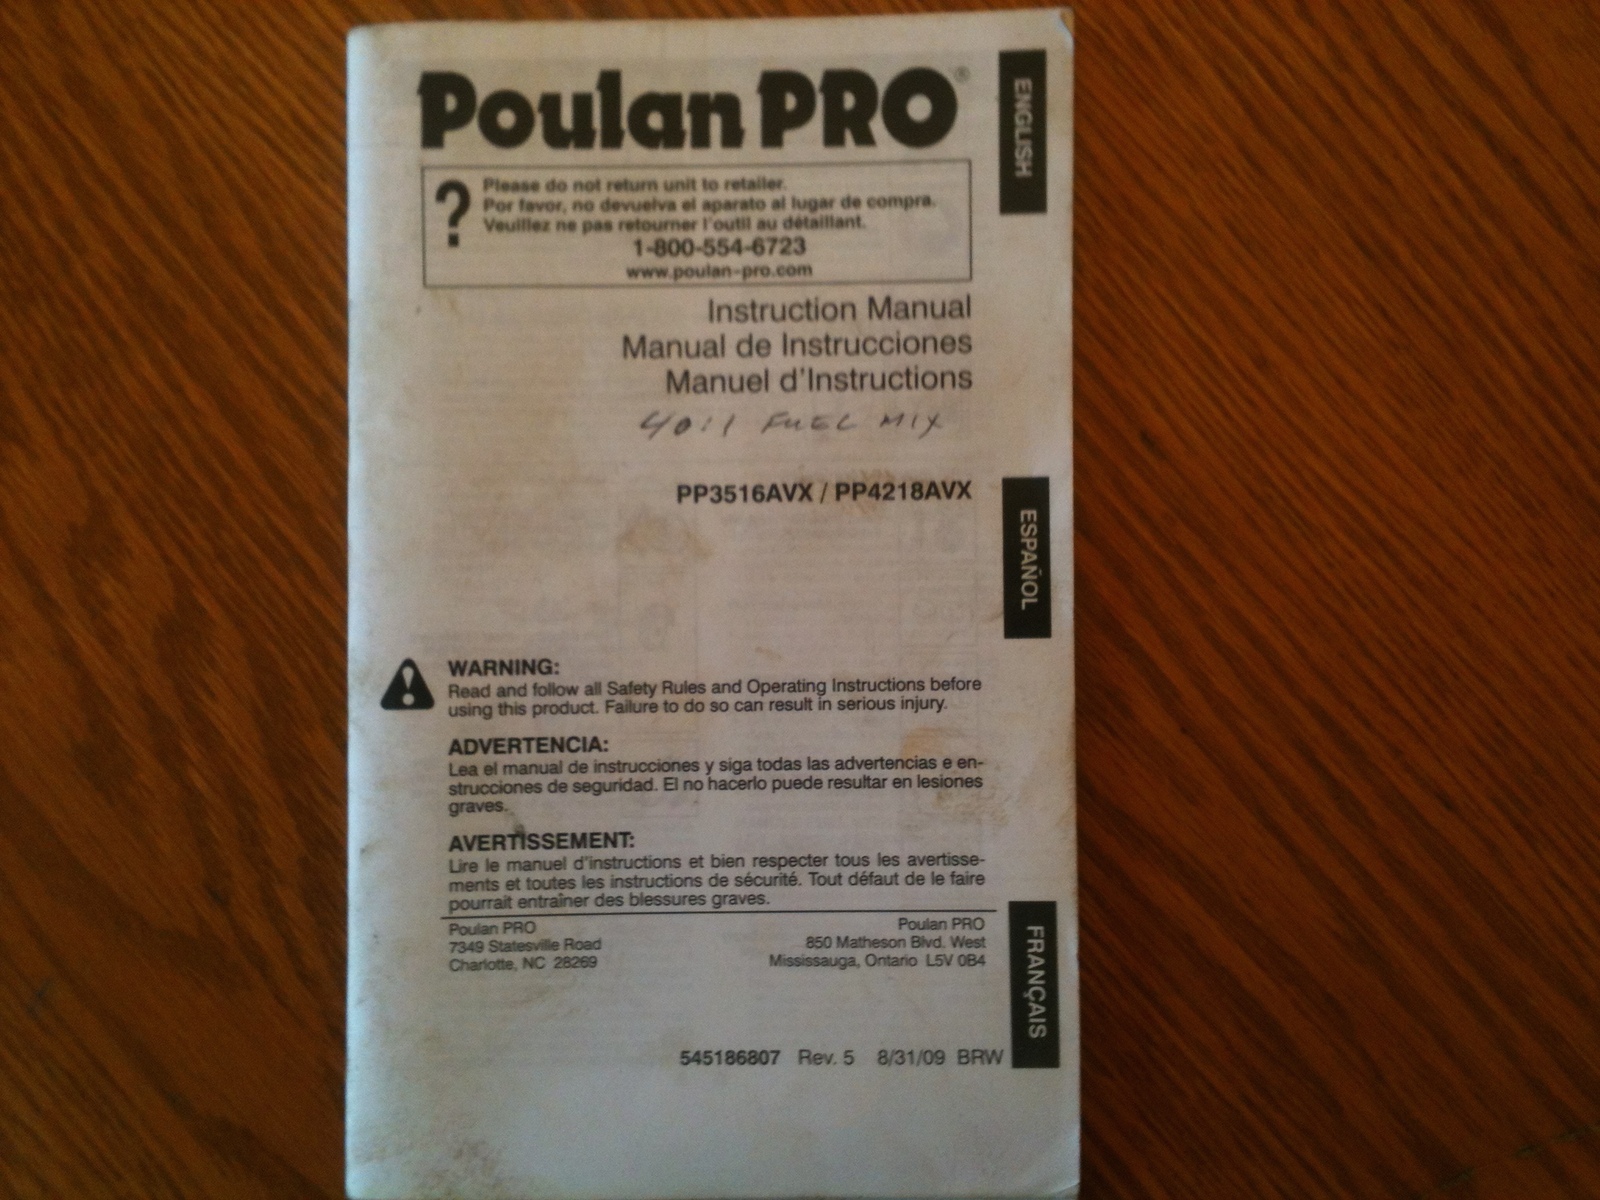 Poulan PRO®
ENGLISH
?
Please do not return unit to retailer.
Por favor, no devuelva el aparato al lugar de compra.
Veuillez ne pas retourner l'outil au détaillant.
1-800-554-6723
www.poulan-pro.com
Instruction Manual
Manual de Instrucciones
Manuel d'Instructions
40:1 FUEL MIX
PP3516AVX / PP4218AVX
ESPAÑOL
WARNING:
Read and follow all Safety Rules and Operating Instructions before
using this product. Failure to do so can result in serious injury.
ADVERTENCIA:
Lea el manual de instrucciones y siga todas las advertencias e en-
strucciones de seguridad. El no hacerlo puede resultar en lesiones
graves.
AVERTISSEMENT:
Lire le manuel d'instructions et bien respecter tous les avertisse-
ments et toutes les instructions de sécurité. Tout défaut de le faire
pourrait entraîner des blessures graves.
Poulan PRO
7349 Statesville Road
Charlotte, NC 28269
Poulan PRO
850 Matheson Blvd. West
Mississauga, Ontario L5V 0B4
FRANÇAIS
545186807 Rev. 5 8/31/09 BRW